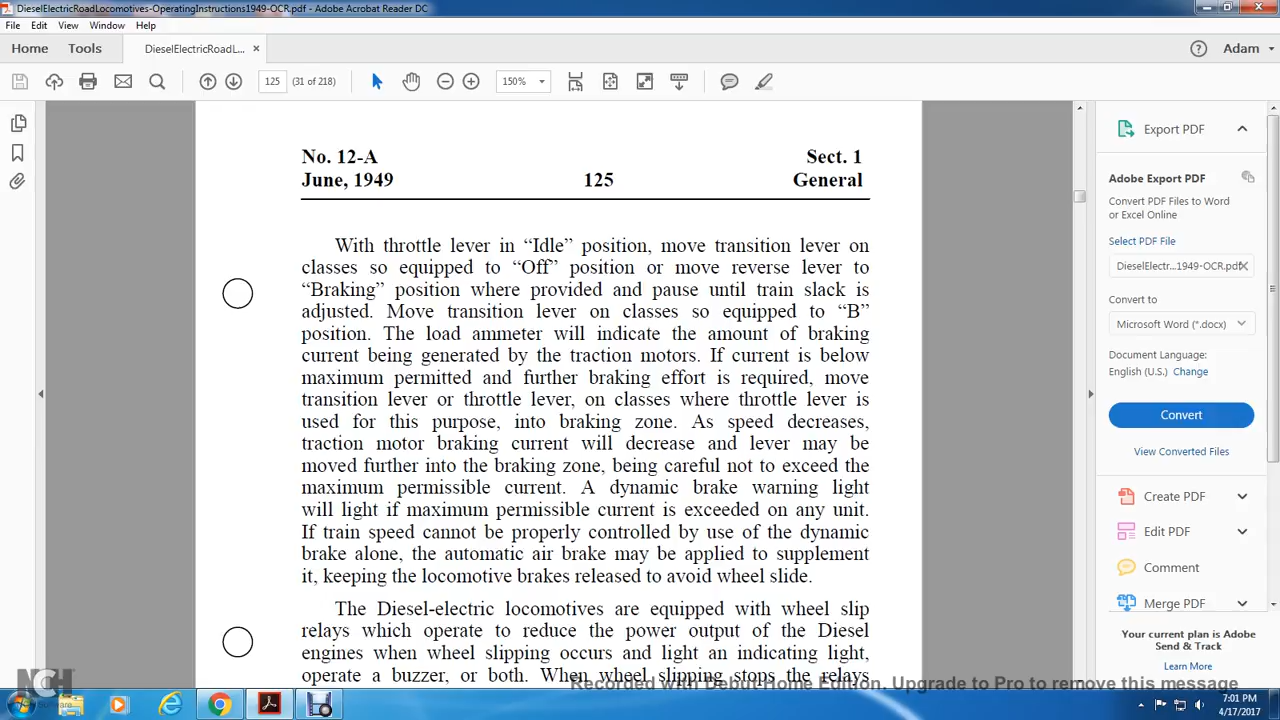 DieselElectricRoadLocomotives-OperatingInstructions1949-OCR.pdf - Adobe Acrobat Reader DC
File Edit View Window Help
Home Tools DieselElectricRoadL... × Adam
125 (31 of 218) 150%
No. 12-A Sect. 1
June, 1949 125 General
With throttle lever in “Idle” position, move transition lever on
classes so equipped to “Off” position or move reverse lever to
“Braking” position where provided and pause until train slack is
adjusted. Move transition lever on classes so equipped to “B”
position. The load ammeter will indicate the amount of braking
current being generated by the traction motors. If current is below
maximum permitted and further braking effort is required, move
transition lever or throttle lever, on classes where throttle lever is
used for this purpose, into braking zone. As speed decreases,
traction motor braking current will decrease and lever may be
moved further into the braking zone, being careful not to exceed the
maximum permissible current. A dynamic brake warning light
will light if maximum permissible current is exceeded on any unit.
If train speed cannot be properly controlled by use of the dynamic
brake alone, the automatic air brake may be applied to supplement
it, keeping the locomotive brakes released to avoid wheel slide.
The Diesel-electric locomotives are equipped with wheel slip
relays which operate to reduce the power output of the Diesel
engines when wheel slipping occurs and light an indicating light,
operate a buzzer, or both. When wheel slipping stops the relays
Export PDF
Adobe Export PDF
Convert PDF Files to Word
or Excel Online
Select PDF File
DieselElectr...1949-OCR.pdf
Convert to
Microsoft Word (*.docx)
Document Language:
English (U.S.) Change
Convert
View Converted Files
Create PDF
Edit PDF
Comment
Merge PDF
Your current plan is Adobe
Send & Track
Learn More
NCH Software
Recorded with Debut Home Edition. Upgrade to Pro to remove this message
7:01 PM
4/17/2017